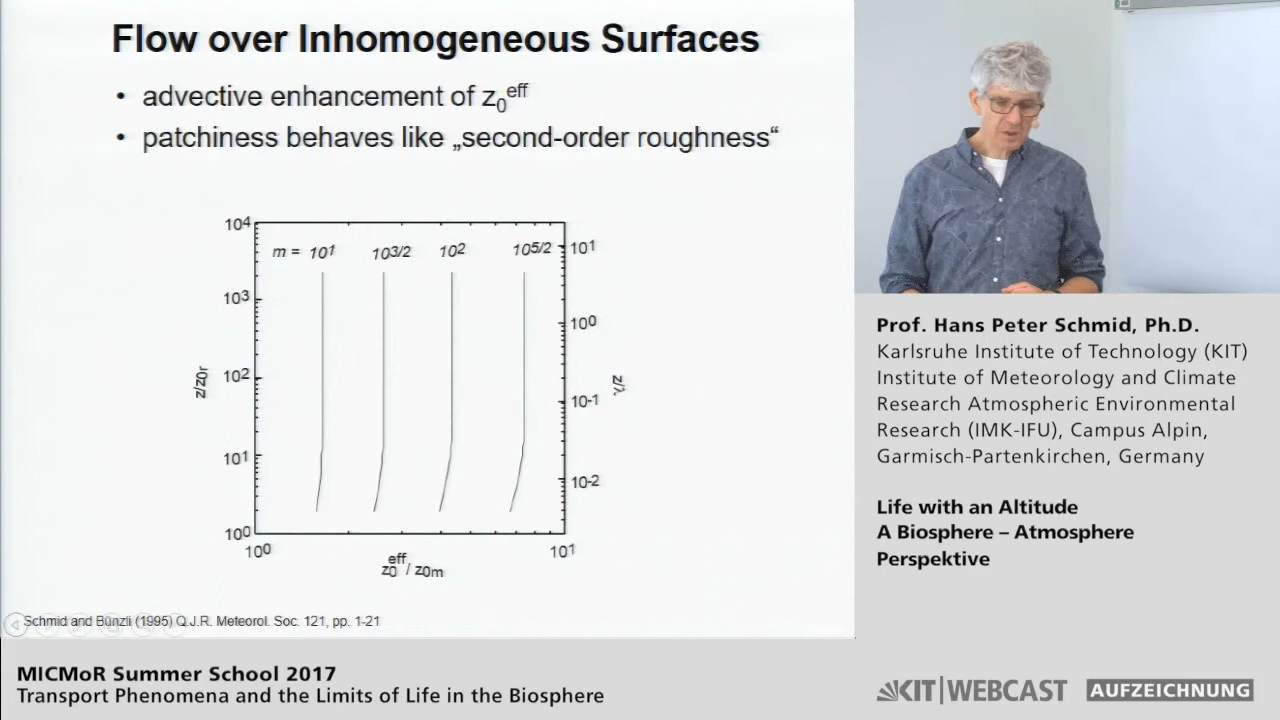 Flow over Inhomogeneous Surfaces
• advective enhancement of z₀ᵉᶠᶠ
• patchiness behaves like „second-order roughness“
10⁴
10³
10²
10¹
10⁰
z/z0r
m = 10¹ 10³/² 10² 10⁵/²
10¹
10⁰
10-¹
10-²
z/λ
10⁰ 10¹
z₀ᵉᶠᶠ / z0m
Schmid and Bünzli (1995) Q.J.R. Meteorol. Soc. 121, pp. 1-21
Prof. Hans Peter Schmid, Ph.D.
Karlsruhe Institute of Technology (KIT)
Institute of Meteorology and Climate
Research Atmospheric Environmental
Research (IMK-IFU), Campus Alpin,
Garmisch-Partenkirchen, Germany
Life with an Altitude
A Biosphere – Atmosphere
Perspektive
MICMoR Summer School 2017
Transport Phenomena and the Limits of Life in the Biosphere
KIT|WEBCAST AUFZEICHNUNG